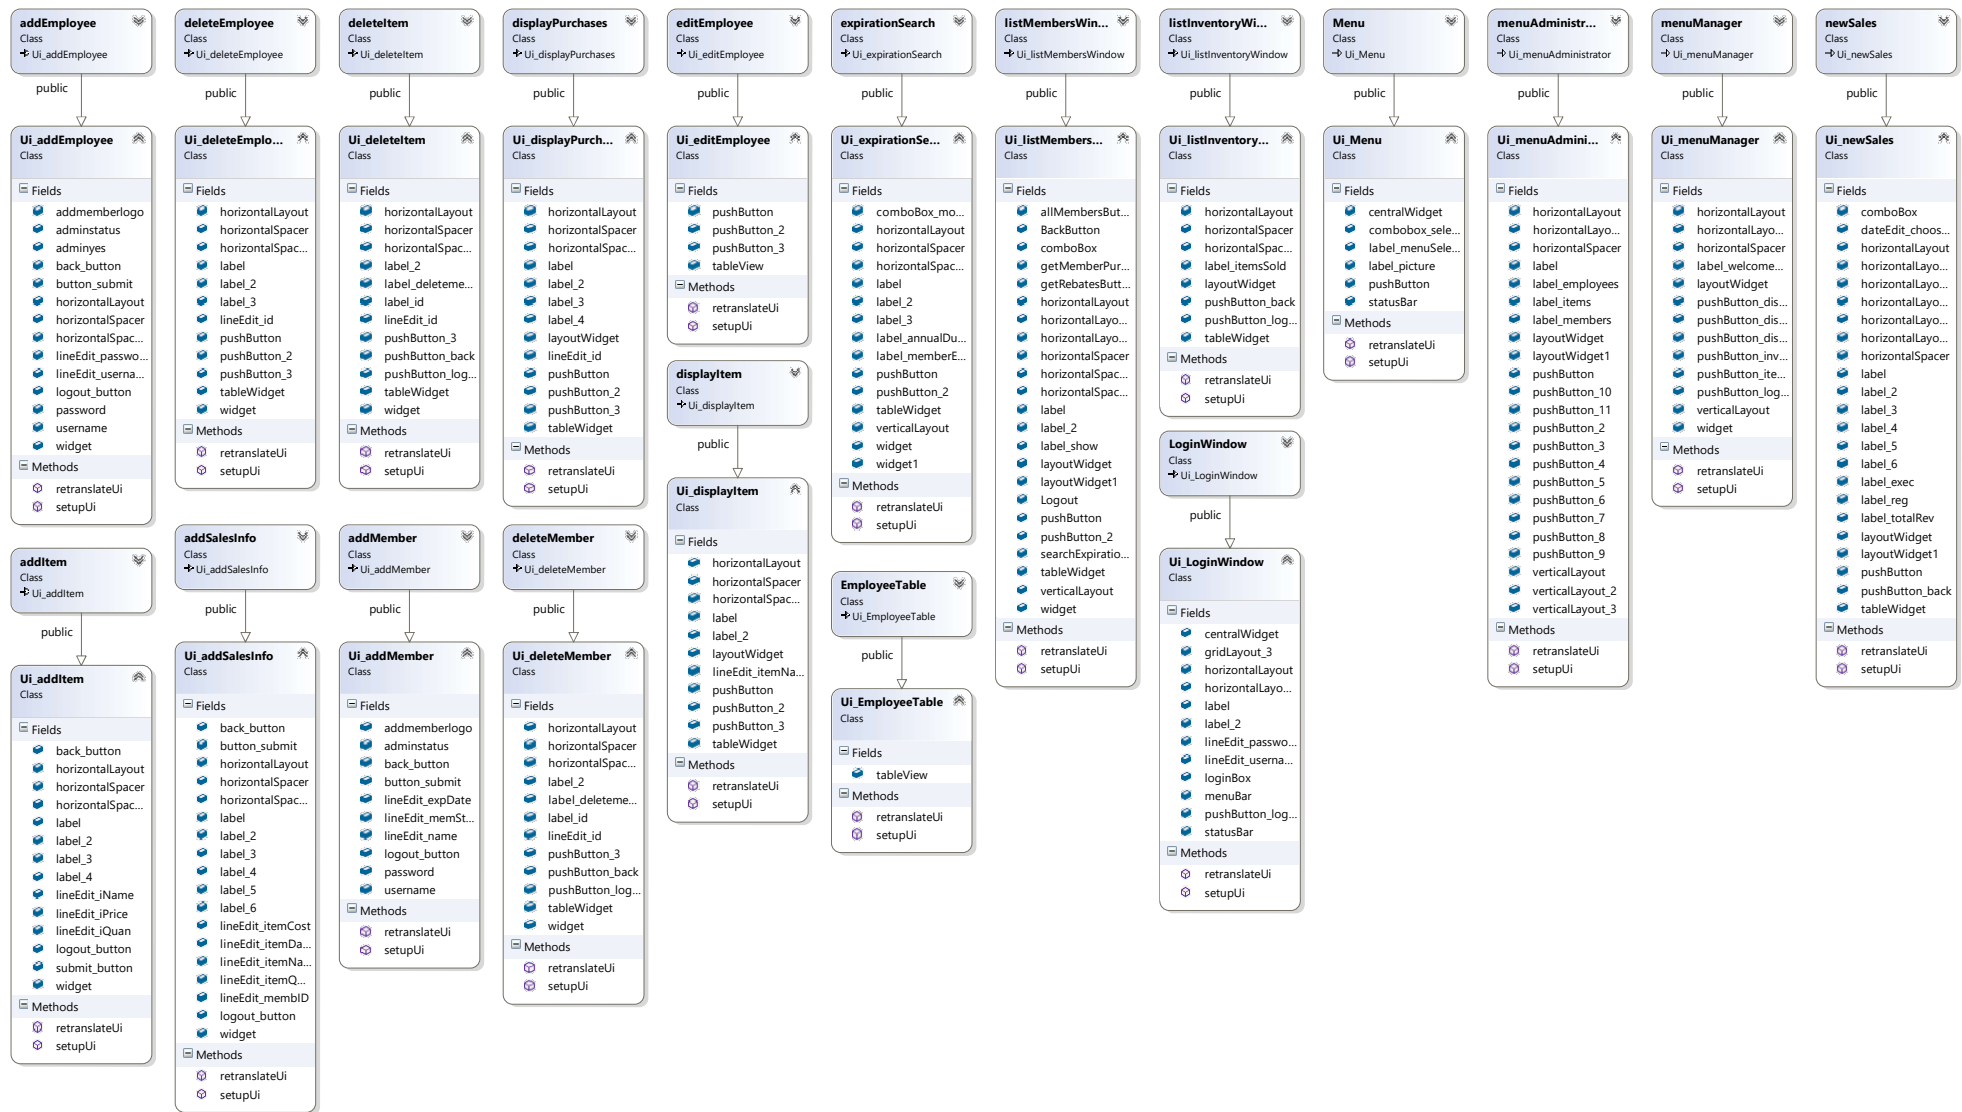 addEmployee
Class
Ui_addEmployee
public
Ui_addEmployee
Class
Fields
addmemberlogo
adminstatus
adminyes
back_button
button_submit
horizontalLayout
horizontalSpacer
horizontalSpac...
lineEdit_passwo...
lineEdit_userna...
logout_button
password
username
widget
Methods
retranslateUi
setupUi
addItem
Class
Ui_addItem
public
Ui_addItem
Class
Fields
back_button
horizontalLayout
horizontalSpacer
horizontalSpac...
label
label_2
label_3
label_4
lineEdit_iName
lineEdit_iPrice
lineEdit_iQuan
logout_button
submit_button
widget
Methods
retranslateUi
setupUi
deleteEmployee
Class
Ui_deleteEmployee
public
Ui_deleteEmplo...
Class
Fields
horizontalLayout
horizontalSpacer
horizontalSpac...
label
label_2
label_3
lineEdit_id
pushButton
pushButton_2
pushButton_3
tableWidget
widget
Methods
retranslateUi
setupUi
addSalesInfo
Class
Ui_addSalesInfo
public
Ui_addSalesInfo
Class
Fields
back_button
button_submit
horizontalLayout
horizontalSpacer
horizontalSpac...
label
label_2
label_3
label_4
label_5
label_6
lineEdit_itemCost
lineEdit_itemDa...
lineEdit_itemNa...
lineEdit_itemQ...
lineEdit_membID
logout_button
widget
Methods
retranslateUi
setupUi
deleteItem
Class
Ui_deleteItem
public
Ui_deleteItem
Class
Fields
horizontalLayout
horizontalSpacer
horizontalSpac...
label_2
label_deleteme...
label_id
lineEdit_id
pushButton_3
pushButton_back
pushButton_log...
tableWidget
widget
Methods
retranslateUi
setupUi
addMember
Class
Ui_addMember
public
Ui_addMember
Class
Fields
addmemberlogo
adminstatus
back_button
button_submit
lineEdit_expDate
lineEdit_memSt...
lineEdit_name
logout_button
password
username
Methods
retranslateUi
setupUi
displayPurchases
Class
Ui_displayPurchases
public
Ui_displayPurch...
Class
Fields
horizontalLayout
horizontalSpacer
horizontalSpac...
label
label_2
label_3
label_4
layoutWidget
lineEdit_id
pushButton
pushButton_2
pushButton_3
tableWidget
Methods
retranslateUi
setupUi
deleteMember
Class
Ui_deleteMember
public
Ui_deleteMember
Class
Fields
horizontalLayout
horizontalSpacer
horizontalSpac...
label_2
label_deleteme...
label_id
lineEdit_id
pushButton_3
pushButton_back
pushButton_log...
tableWidget
widget
Methods
retranslateUi
setupUi
editEmployee
Class
Ui_editEmployee
public
Ui_editEmployee
Class
Fields
pushButton
pushButton_2
pushButton_3
tableView
Methods
retranslateUi
setupUi
displayItem
Class
Ui_displayItem
public
Ui_displayItem
Class
Fields
horizontalLayout
horizontalSpacer
horizontalSpac...
label
label_2
layoutWidget
lineEdit_itemNa...
pushButton
pushButton_2
pushButton_3
tableWidget
Methods
retranslateUi
setupUi
expirationSearch
Class
Ui_expirationSearch
public
Ui_expirationSe...
Class
Fields
comboBox_mo...
horizontalLayout
horizontalSpacer
horizontalSpac...
label
label_2
label_3
label_annualDu...
label_memberE...
pushButton
pushButton_2
tableWidget
verticalLayout
widget
widget1
Methods
retranslateUi
setupUi
EmployeeTable
Class
Ui_EmployeeTable
public
Ui_EmployeeTable
Class
Fields
tableView
Methods
retranslateUi
setupUi
listMembersWin...
Class
Ui_listMembersWindow
public
Ui_listMembers...
Class
Fields
allMembersBut...
BackButton
comboBox
getMemberPur...
getRebatesButt...
horizontalLayout
horizontalLayo...
horizontalLayo...
horizontalSpacer
horizontalSpac...
horizontalSpac...
label
label_2
label_show
layoutWidget
layoutWidget1
Logout
pushButton
pushButton_2
searchExpiratio...
tableWidget
verticalLayout
widget
Methods
retranslateUi
setupUi
listInventoryWi...
Class
Ui_listInventoryWindow
public
Ui_listInventory...
Class
Fields
horizontalLayout
horizontalSpacer
horizontalSpac...
label_itemsSold
layoutWidget
pushButton_back
pushButton_log...
tableWidget
Methods
retranslateUi
setupUi
LoginWindow
Class
Ui_LoginWindow
public
Ui_LoginWindow
Class
Fields
centralWidget
gridLayout_3
horizontalLayout
horizontalLayo...
label
label_2
lineEdit_passwo...
lineEdit_userna...
loginBox
menuBar
pushButton_log...
statusBar
Methods
retranslateUi
setupUi
Menu
Class
Ui_Menu
public
Ui_Menu
Class
Fields
centralWidget
combobox_sele...
label_menuSele...
label_picture
pushButton
statusBar
Methods
retranslateUi
setupUi
menuAdministr...
Class
Ui_menuAdministrator
public
Ui_menuAdmini...
Class
Fields
horizontalLayout
horizontalLayo...
horizontalSpacer
label
label_employees
label_items
label_members
layoutWidget
layoutWidget1
pushButton
pushButton_10
pushButton_11
pushButton_2
pushButton_3
pushButton_4
pushButton_5
pushButton_6
pushButton_7
pushButton_8
pushButton_9
verticalLayout
verticalLayout_2
verticalLayout_3
Methods
retranslateUi
setupUi
menuManager
Class
Ui_menuManager
public
Ui_menuManager
Class
Fields
horizontalLayout
horizontalLayo...
horizontalSpacer
label_welcome...
layoutWidget
pushButton_dis...
pushButton_dis...
pushButton_dis...
pushButton_inv...
pushButton_ite...
pushButton_log...
verticalLayout
widget
Methods
retranslateUi
setupUi
newSales
Class
Ui_newSales
public
Ui_newSales
Class
Fields
comboBox
dateEdit_choos...
horizontalLayout
horizontalLayo...
horizontalLayo...
horizontalLayo...
horizontalLayo...
horizontalLayo...
horizontalSpacer
label
label_2
label_3
label_4
label_5
label_6
label_exec
label_reg
label_totalRev
layoutWidget
layoutWidget1
pushButton
pushButton_back
tableWidget
Methods
retranslateUi
setupUi